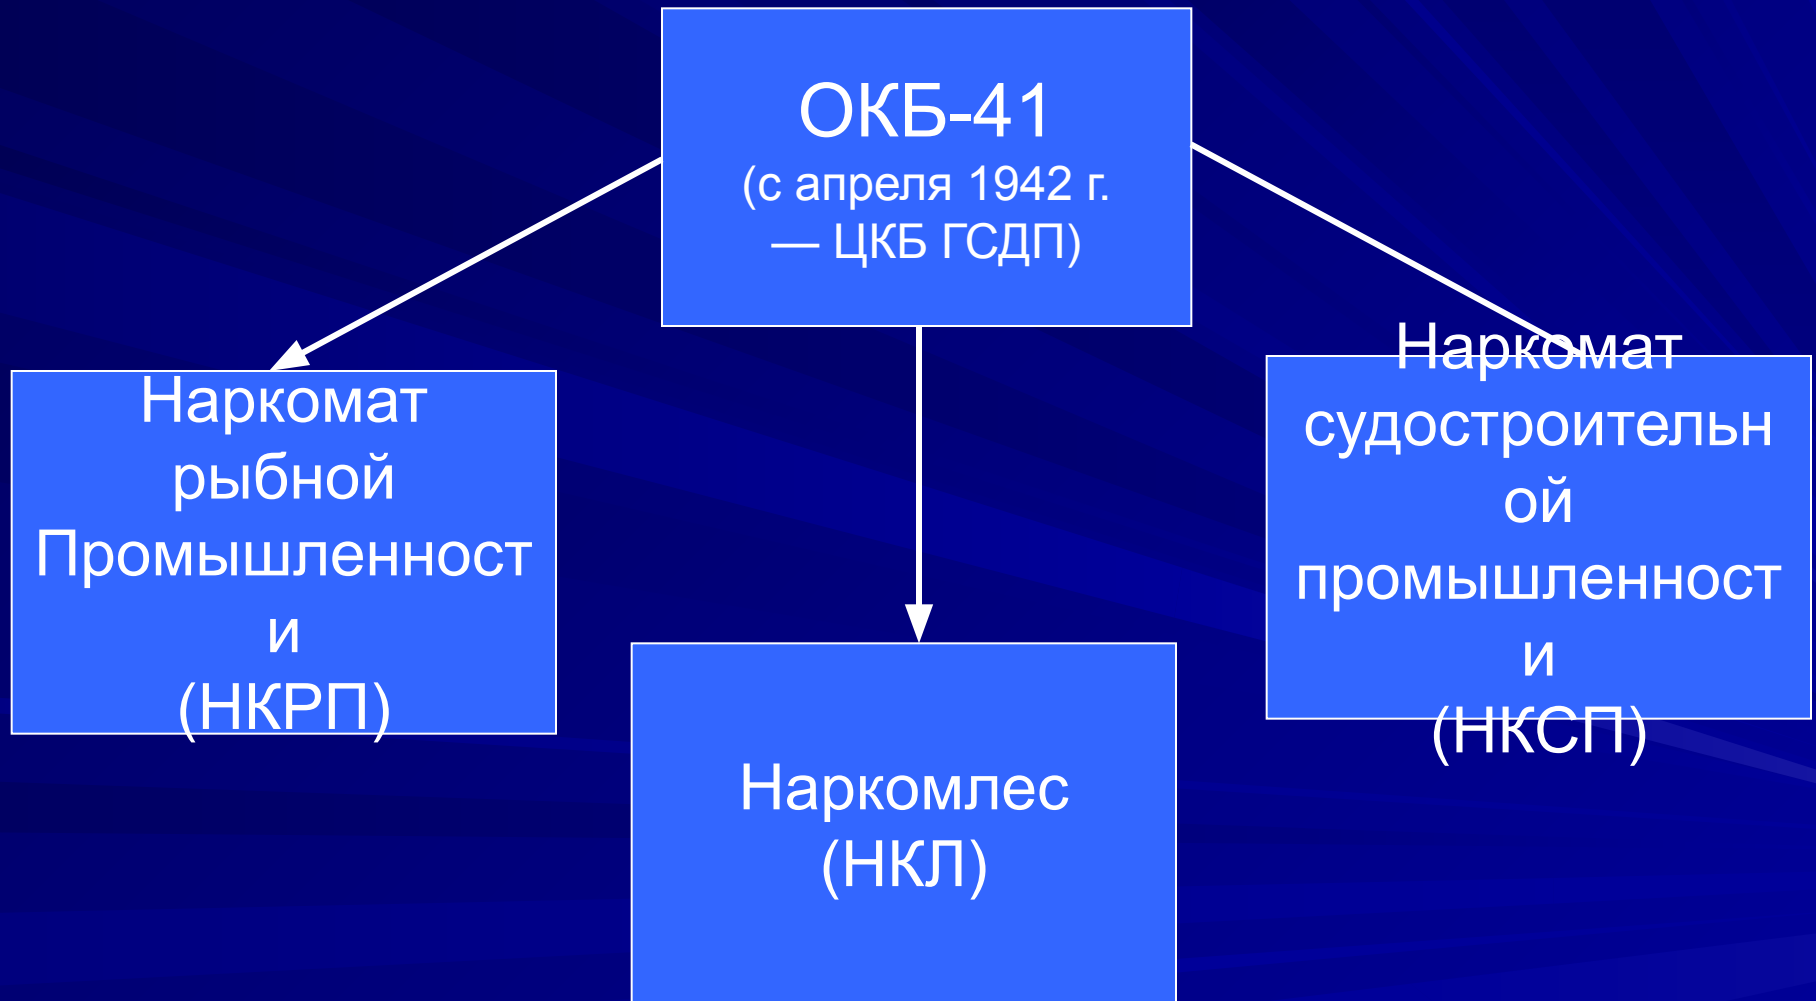 ОКБ-41
(с апреля 1942 г.
— ЦКБ ГСДП)
Наркомат
рыбной
Промышленност
и
(НКРП)
Наркомлес
(НКЛ)
Наркомат
судостроительн
ой
промышленност
и
(НКСП)